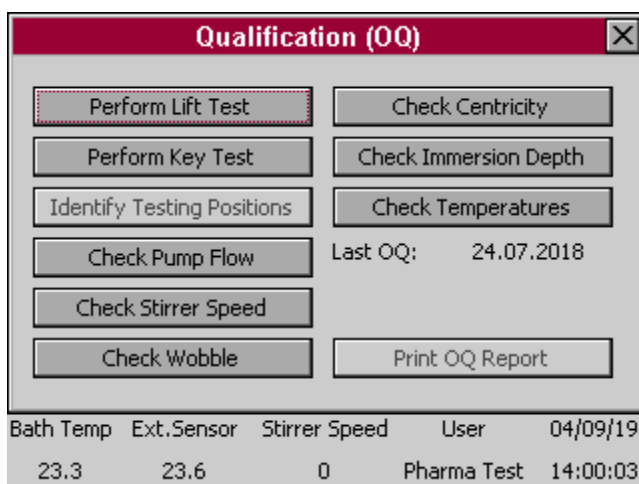 Qualification (OQ)
Perform Lift Test
Perform Key Test
Identify Testing Positions
Check Pump Flow
Check Stirrer Speed
Check Wobble
Check Centricity
Check Immersion Depth
Check Temperatures
Last OQ: 24.07.2018
Print OQ Report
Bath Temp Ext.Sensor Stirrer Speed User 04/09/19
23.3 23.6 0 Pharma Test 14:00:03